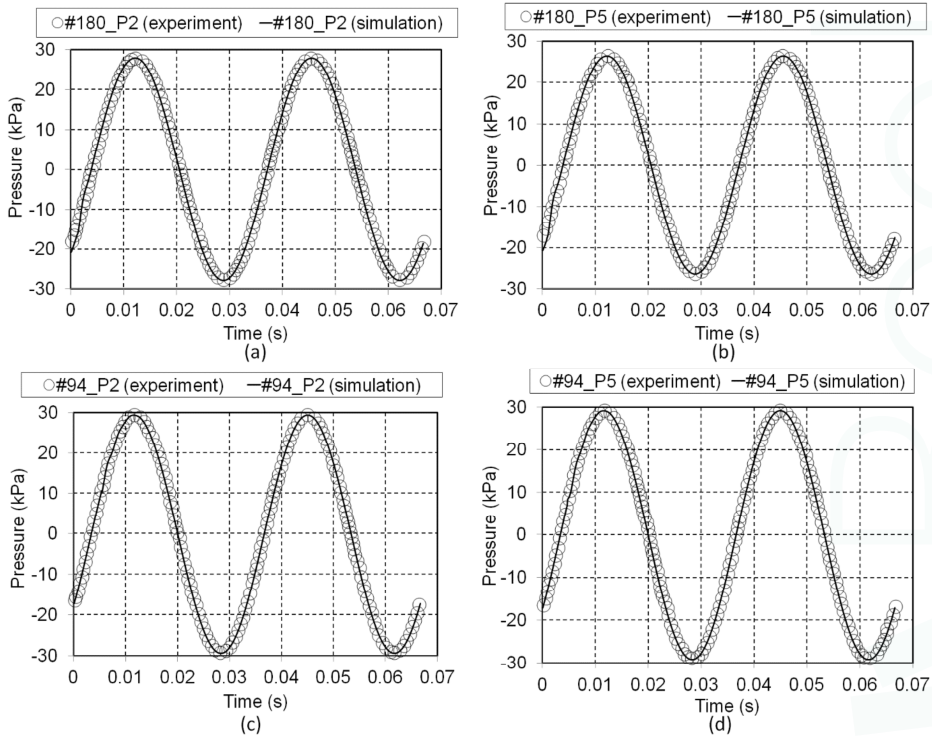 #180_P2 (experiment) #180_P2 (simulation)
30
20
10
0
-10
-20
-30
Pressure (kPa)
0 0.01 0.02 0.03 0.04 0.05 0.06 0.07
Time (s)
(a)
#180_P5 (experiment) #180_P5 (simulation)
30
20
10
0
-10
-20
-30
Pressure (kPa)
0 0.01 0.02 0.03 0.04 0.05 0.06 0.07
Time (s)
(b)
#94_P2 (experiment) #94_P2 (simulation)
30
20
10
0
-10
-20
-30
Pressure (kPa)
0 0.01 0.02 0.03 0.04 0.05 0.06 0.07
Time (s)
(c)
#94_P5 (experiment) #94_P5 (simulation)
30
20
10
0
-10
-20
-30
Pressure (kPa)
0 0.01 0.02 0.03 0.04 0.05 0.06 0.07
Time (s)
(d)